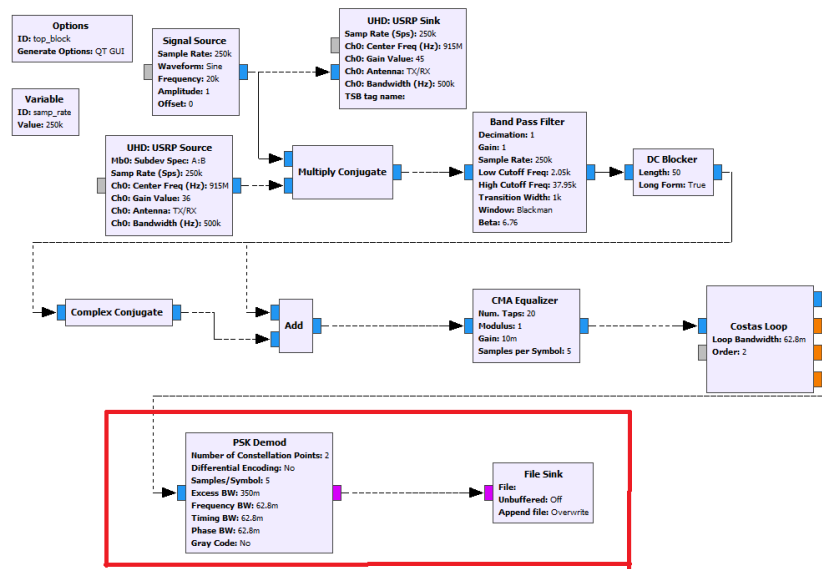 Options
ID: top_block
Generate Options: QT GUI
Variable
ID: samp_rate
Value: 250k
Signal Source
Sample Rate: 250k
Waveform: Sine
Frequency: 20k
Amplitude: 1
Offset: 0
UHD: USRP Sink
Samp Rate (Sps): 250k
Ch0: Center Freq (Hz): 915M
Ch0: Gain Value: 45
Ch0: Antenna: TX/RX
Ch0: Bandwidth (Hz): 500k
TSB tag name:
UHD: USRP Source
Mb0: Subdev Spec: A:B
Samp Rate (Sps): 250k
Ch0: Center Freq (Hz): 915M
Ch0: Gain Value: 36
Ch0: Antenna: TX/RX
Ch0: Bandwidth (Hz): 500k
Multiply Conjugate
Band Pass Filter
Decimation: 1
Gain: 1
Sample Rate: 250k
Low Cutoff Freq: 2.05k
High Cutoff Freq: 37.95k
Transition Width: 1k
Window: Blackman
Beta: 6.76
DC Blocker
Length: 50
Long Form: True
Complex Conjugate
Add
CMA Equalizer
Num. Taps: 20
Modulus: 1
Gain: 10m
Samples per Symbol: 5
Costas Loop
Loop Bandwidth: 62.8m
Order: 2
PSK Demod
Number of Constellation Points: 2
Differential Encoding: No
Samples/Symbol: 5
Excess BW: 350m
Frequency BW: 62.8m
Timing BW: 62.8m
Phase BW: 62.8m
Gray Code: No
File Sink
File:
Unbuffered: Off
Append file: Overwrite